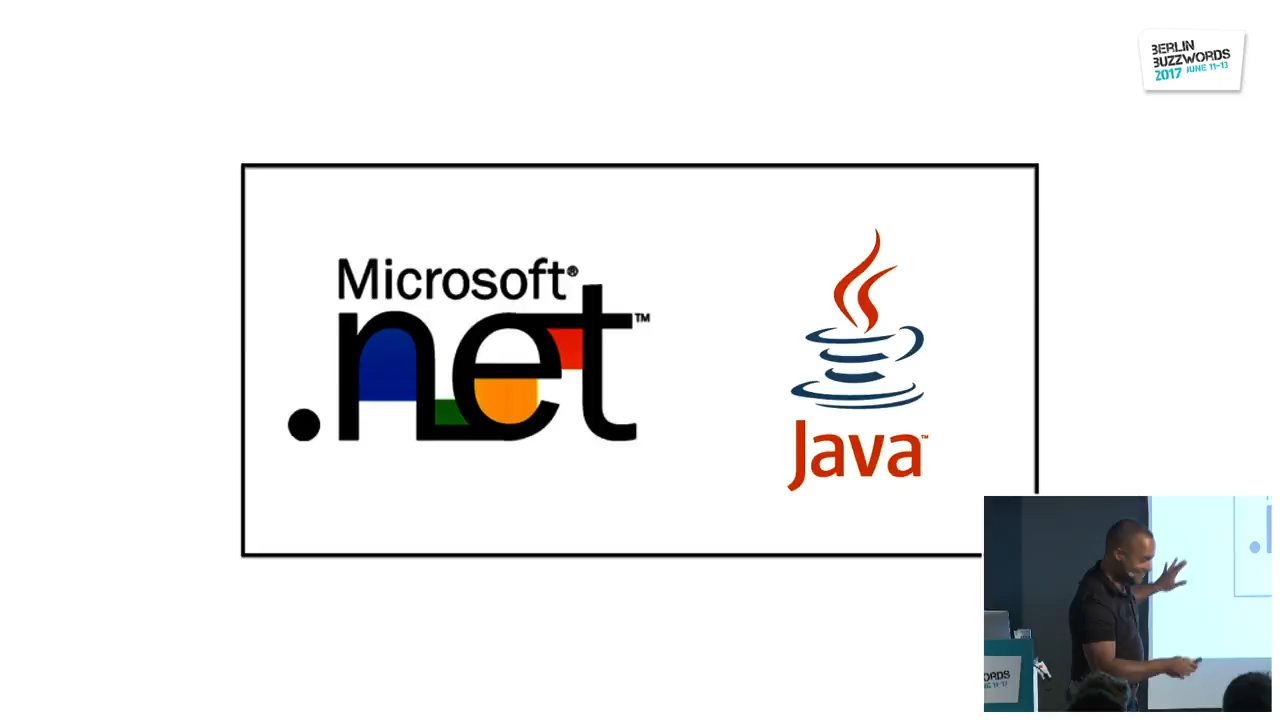 BERLIN
BUZZWORDS
2017 JUNE 11-13
Microsoft®
.net™
Java™